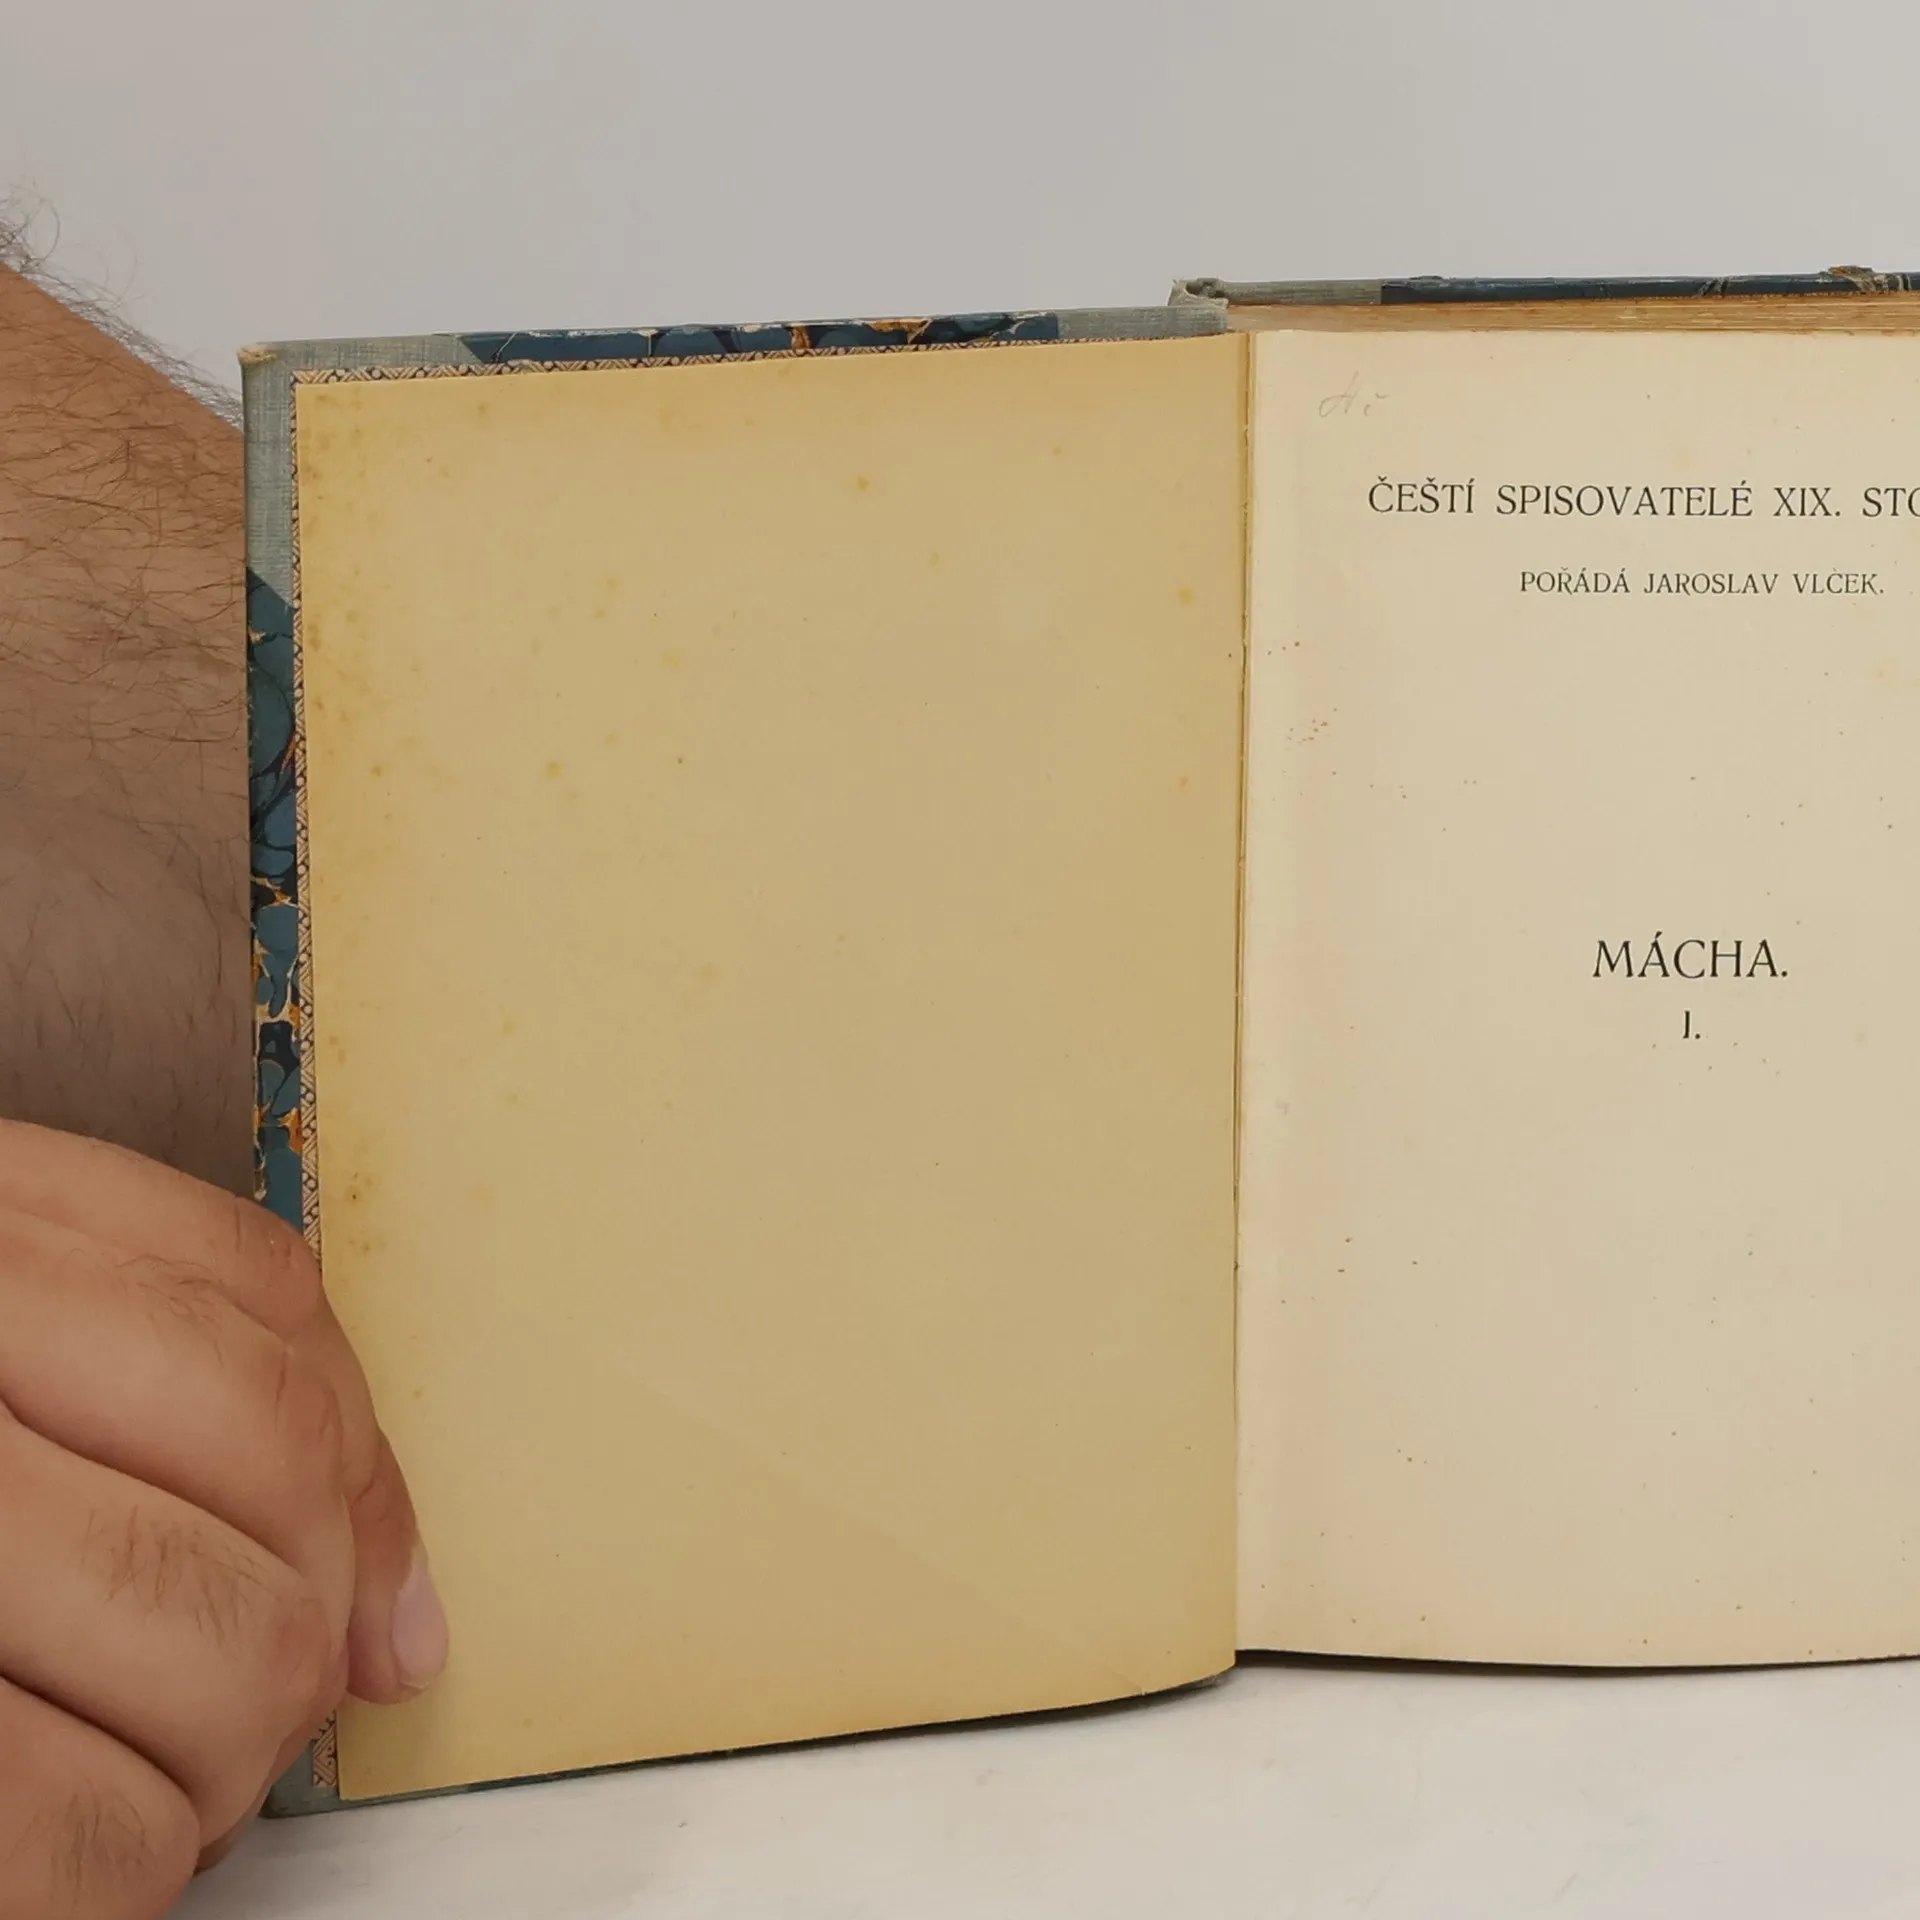 ČEŠTÍ SPISOVATELÉ XIX. STO
POŘÁDÁ JAROSLAV VLČEK.
MÁCHA.
I.